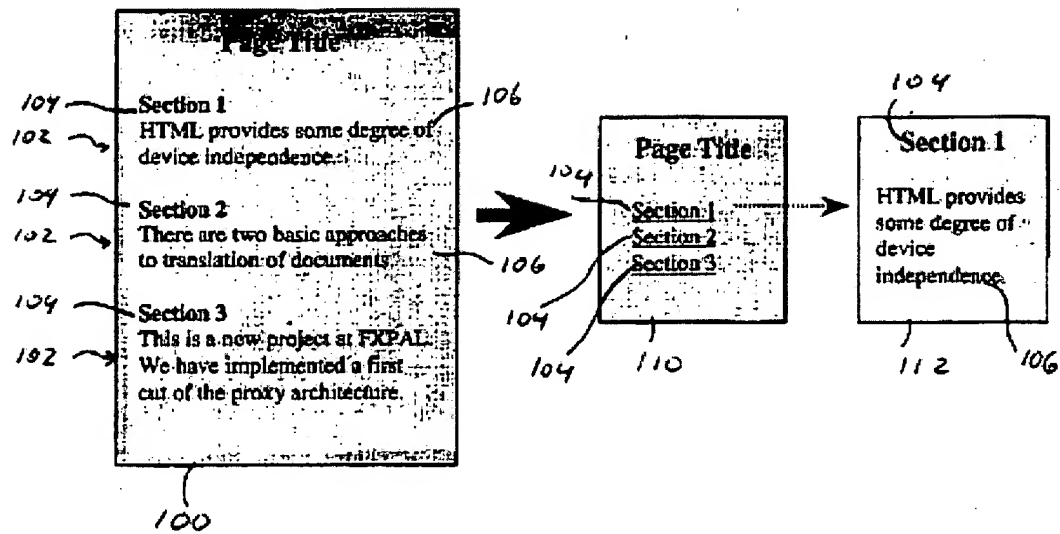 Page Title
104
Section 1
106
102
HTML provides some degree of
device independence.
104
Section 2
102
There are two basic approaches
to translation of documents
106
104
Section 3
102
This is a new project at FXPAL.
We have implemented a first
cut of the proxy architecture.
100
Page Title
104
Section 1
Section 2
Section 3
104
104
110
104
Section 1
HTML provides
some degree of
device
independence.
112
106